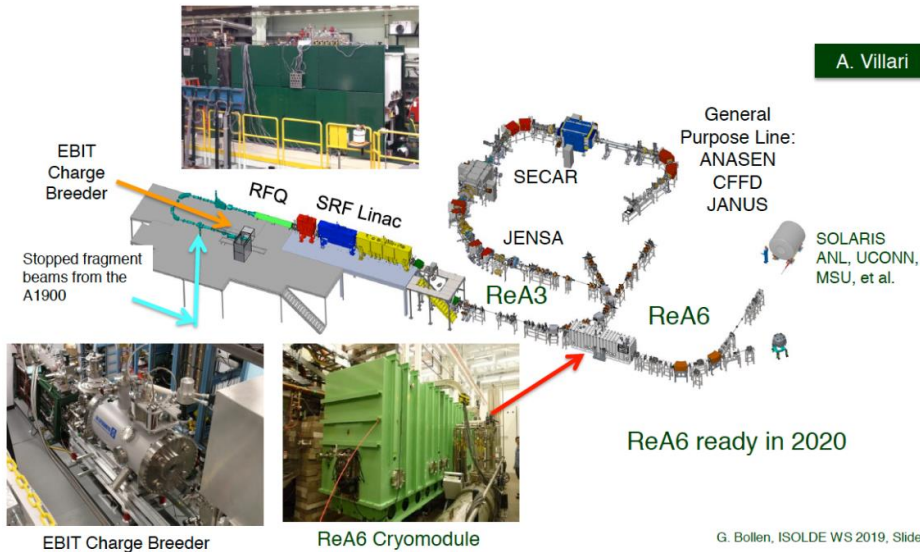 A. Villari
General
Purpose Line:
ANASEN
CFFD
JANUS
EBIT
Charge
Breeder
RFQ
SRF Linac
SECAR
JENSA
SOLARIS
ANL, UCONN,
MSU, et al.
Stopped fragment
beams from the
A1900
ReA3
ReA6
ReA6 ready in 2020
EBIT Charge Breeder
ReA6 Cryomodule
G. Bollen, ISOLDE WS 2019, Slide